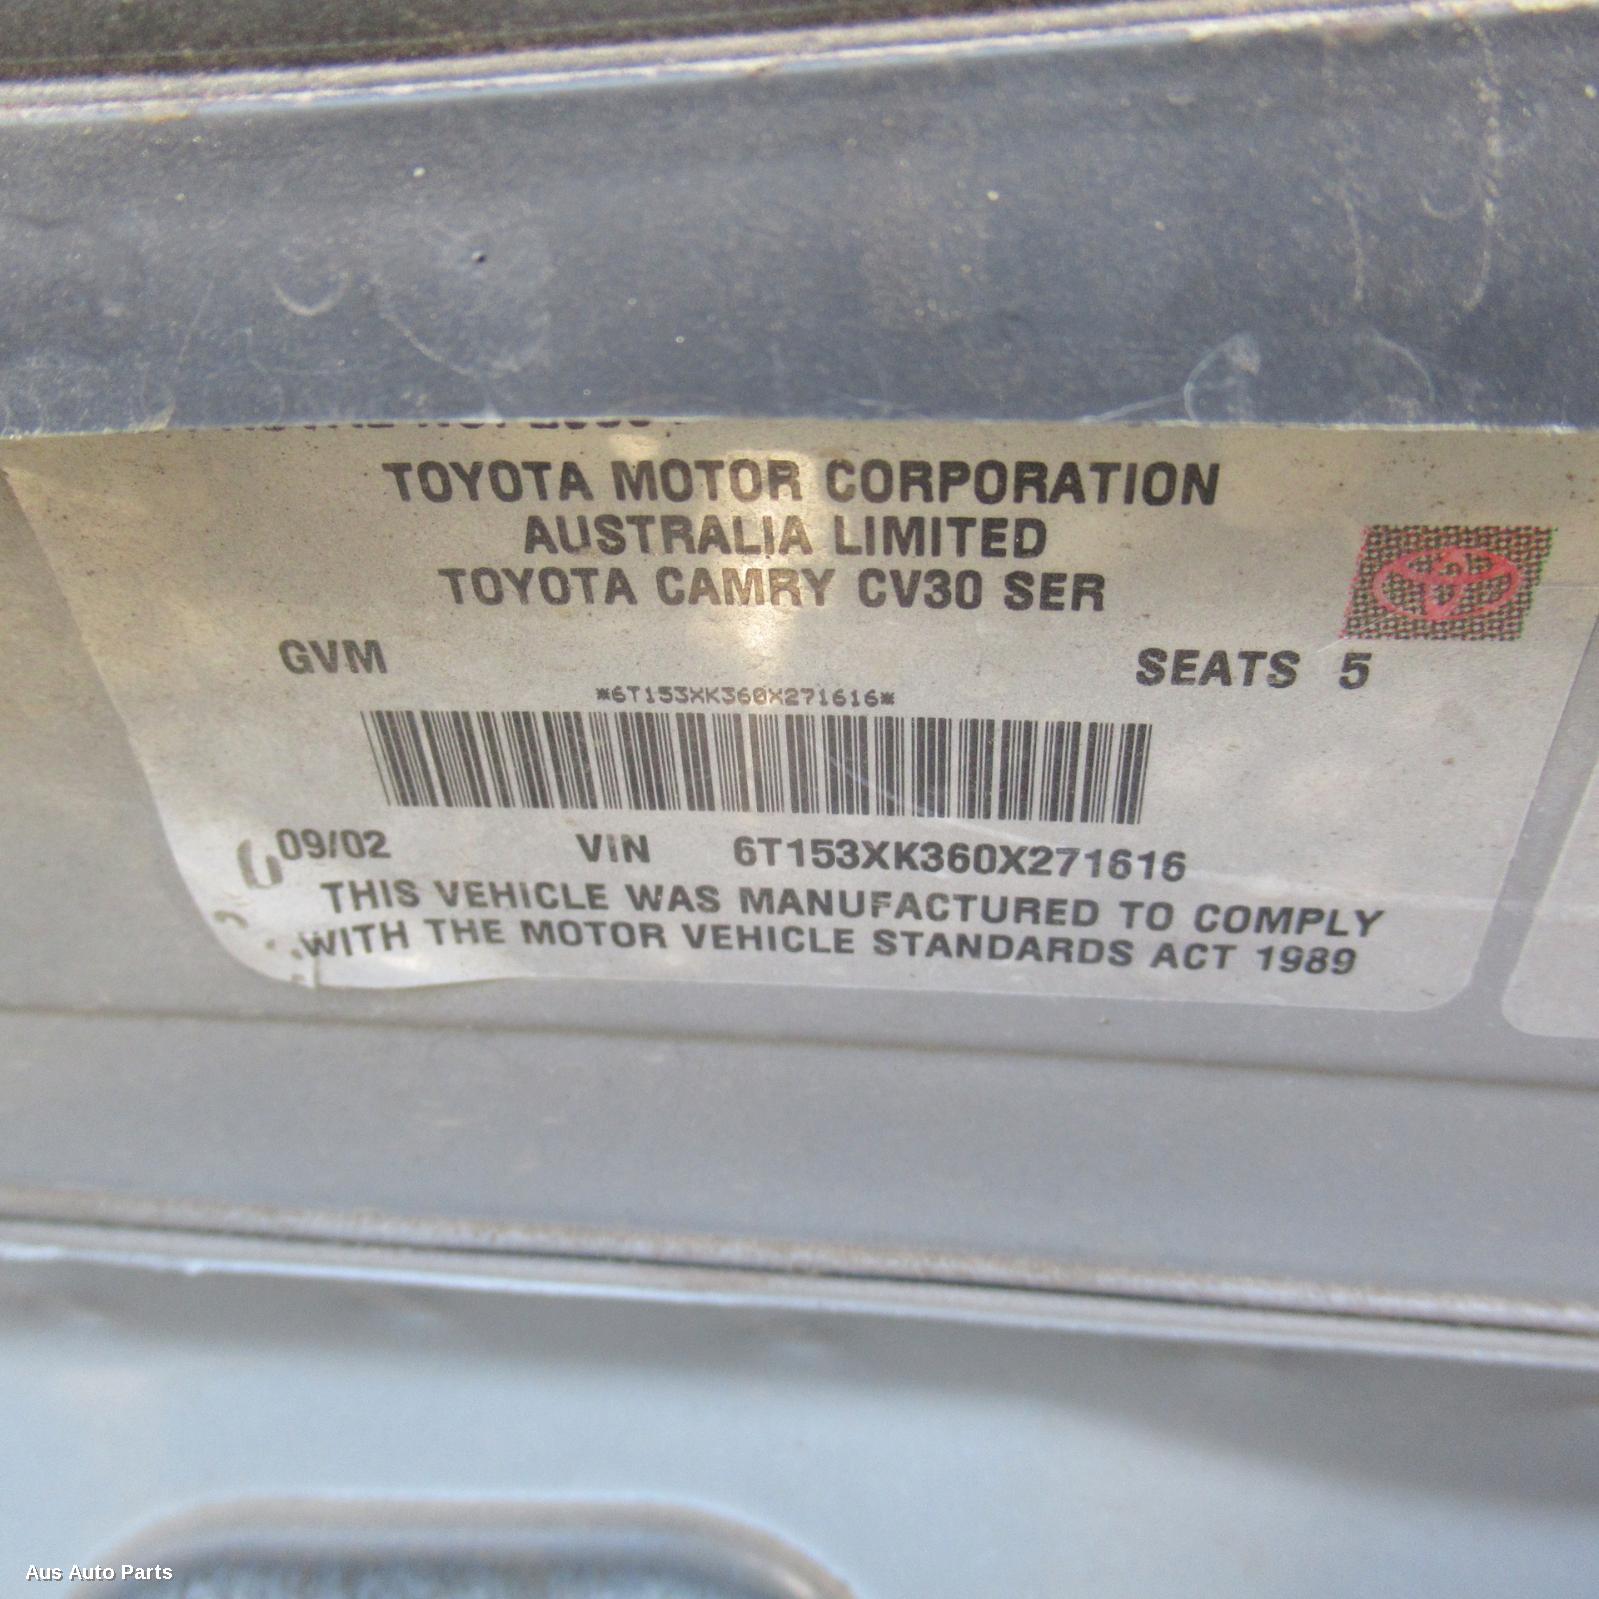 TOYOTA MOTOR CORPORATION
AUSTRALIA LIMITED
TOYOTA CAMRY CV30 SER
GVM SEATS 5
*6T153XK360X271616*
09/02 VIN 6T153XK360X271616
THIS VEHICLE WAS MANUFACTURED TO COMPLY
WITH THE MOTOR VEHICLE STANDARDS ACT 1989
Aus Auto Parts